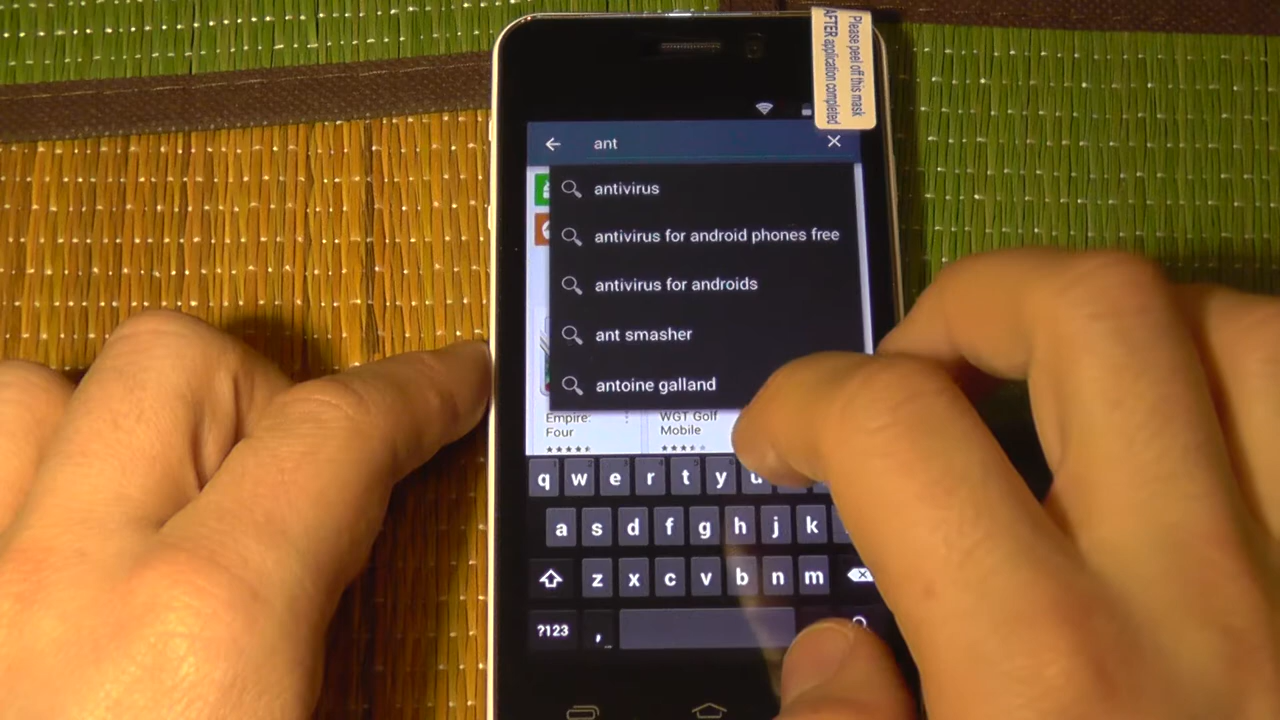 Please peel off this mask
AFTER application completed
ant
antivirus
antivirus for android phones free
antivirus for androids
ant smasher
antoine galland
Empire:
Four
WGT Golf
Mobile
q w e r t y u
a s d f g h j k
z x c v b n m
?123 ,